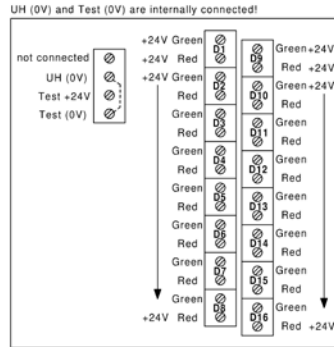 UH (0V) and Test (0V) are internally connected!
not connected
UH (0V)
Test +24V
Test (0V)
+24V Green
D1
+24V Red
+24V Green
D2
Red
Green
D3
Red
Green
D4
Red
Green
D5
Red
Green
D6
Red
Green
D7
Red
Green
D8
+24V Red
D9
Green +24V
Red +24V
D10
Green +24V
Red
D11
Green
Red
D12
Green
Red
D13
Green
Red
D14
Green
Red
D15
Green
Red
D16
Green
Red +24V